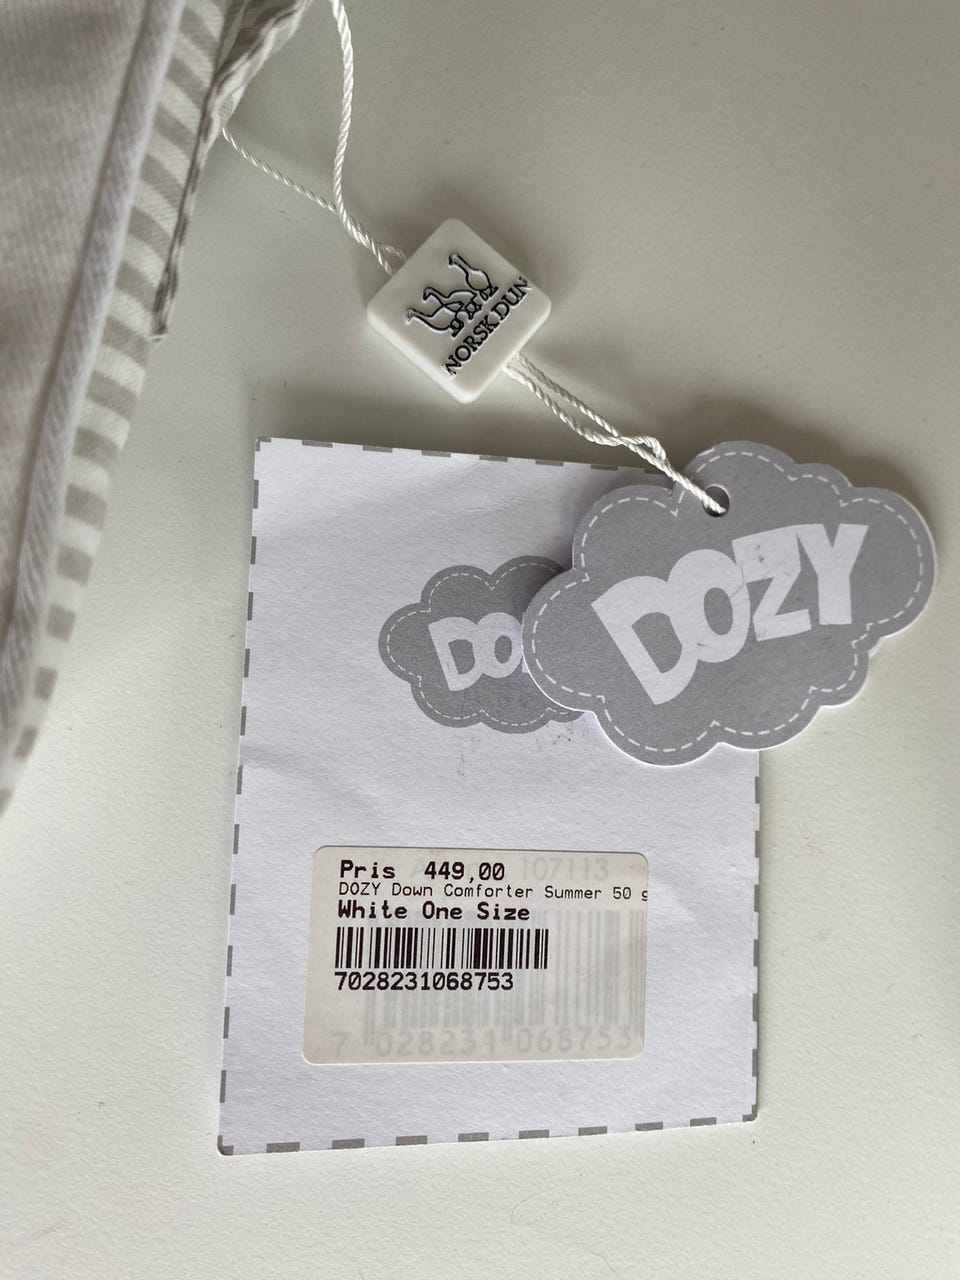 NORSK DUN
DOZY
DO
Pris 449,00
107113
DOZY Down Comforter Summer 50 g
White One Size
7028231068753
7 028231 068753